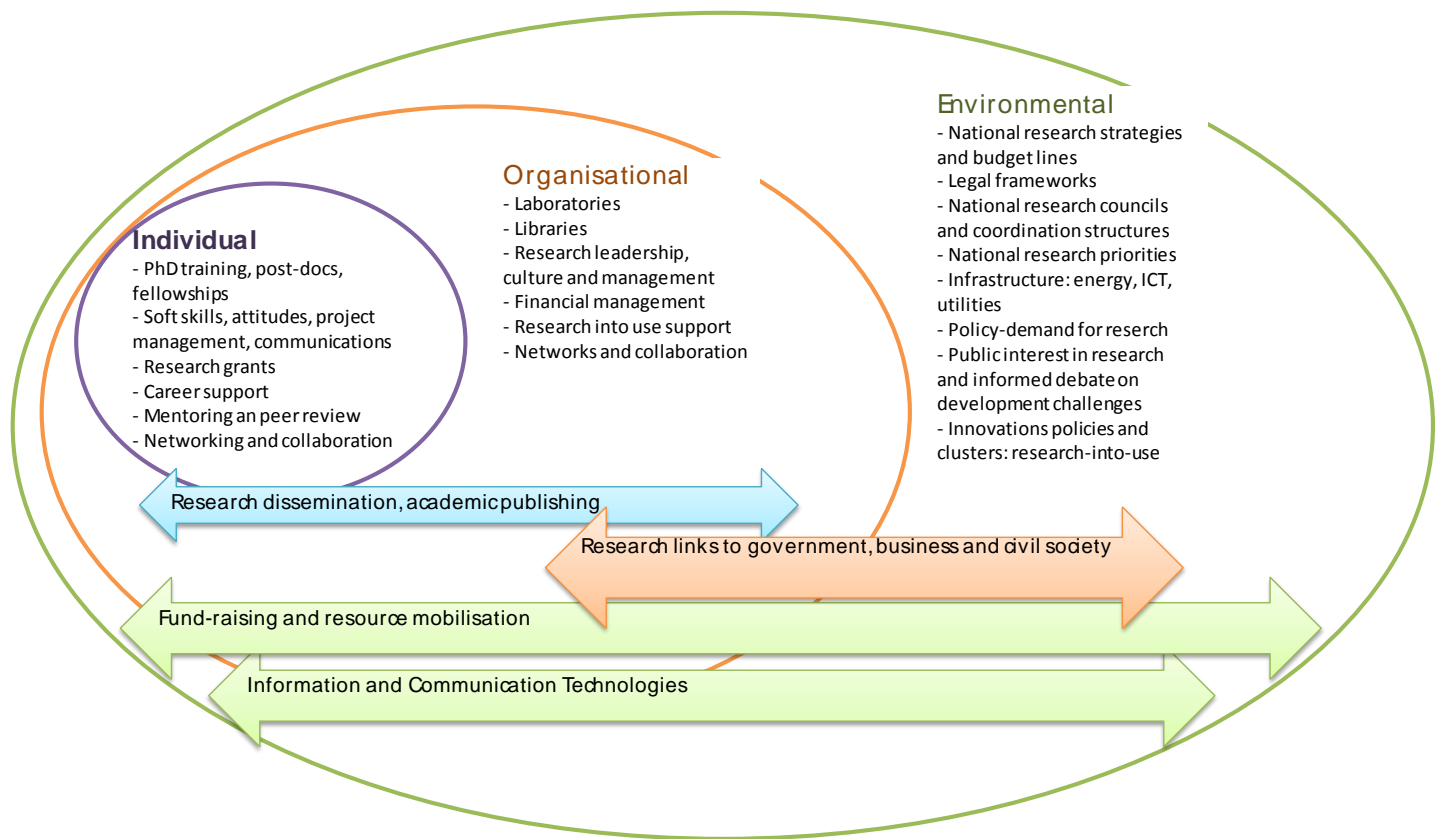 Individual
- PhD training, post-docs,
fellowships
- Soft skills, attitudes, project
management, communications
- Research grants
- Career support
- Mentoring an peer review
- Networking and collaboration
Organisational
- Laboratories
- Libraries
- Research leadership,
culture and management
- Financial management
- Research into use support
- Networks and collaboration
Environmental
- National research strategies
and budget lines
- Legal frameworks
- National research councils
and coordination structures
- National research priorities
- Infrastructure: energy, ICT,
utilities
- Policy-demand for reserch
- Public interest in research
and informed debate on
development challenges
- Innovations policies and
clusters: research-into-use
Research dissemination, academic publishing
Research links to government, business and civil society
Fund-raising and resource mobilisation
Information and Communication Technologies